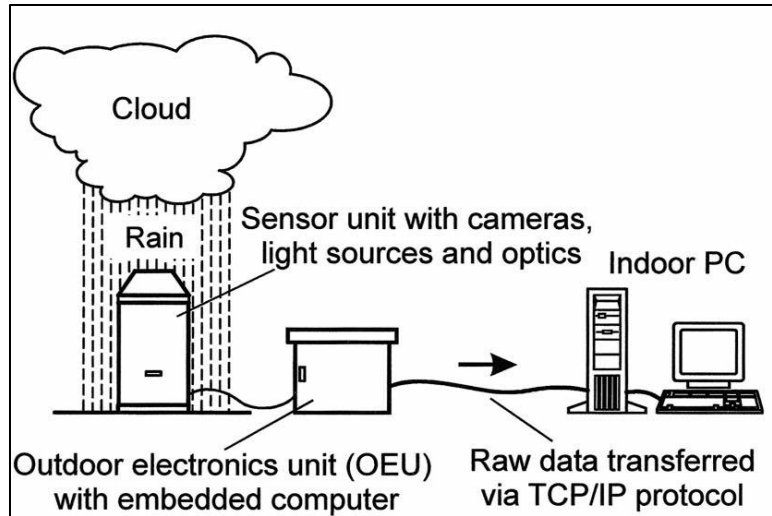 Cloud
Rain
Sensor unit with cameras,
light sources and optics
Indoor PC
Outdoor electronics unit (OEU)
with embedded computer
Raw data transferred
via TCP/IP protocol